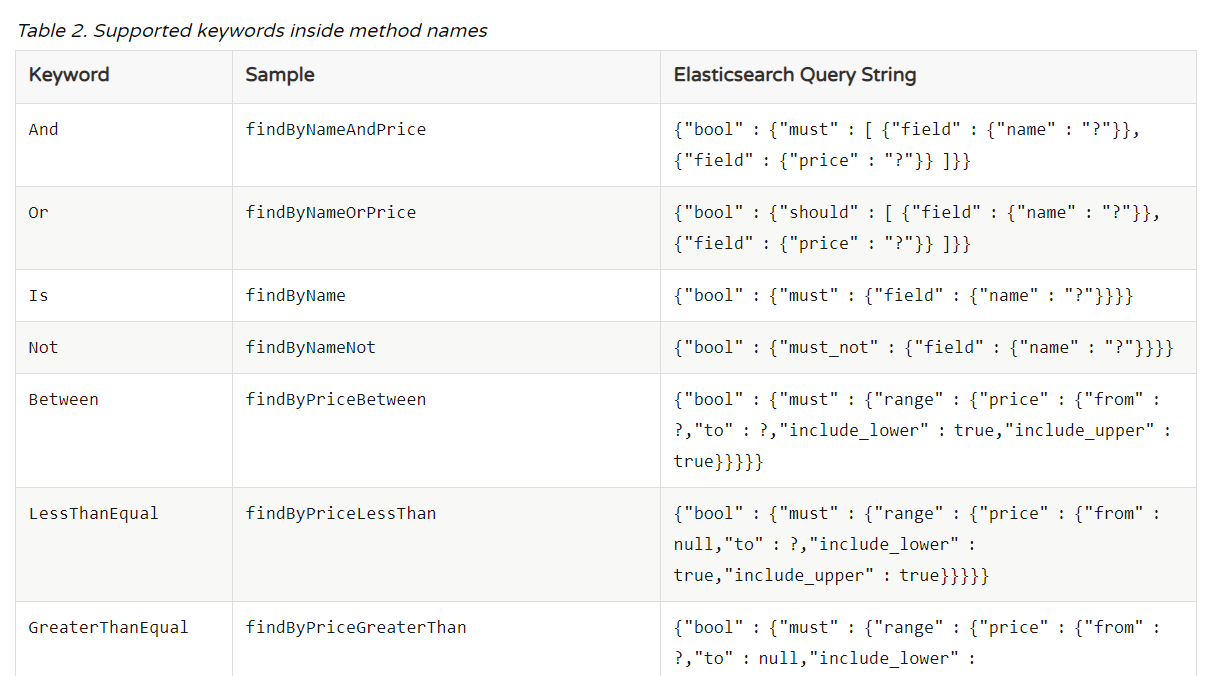 Table 2. Supported keywords inside method names
Keyword Sample Elasticsearch Query String
And findByNameAndPrice {"bool" : {"must" : [ {"field" : {"name" : "?"}},
{"field" : {"price" : "?"}} ]}}
Or findByNameOrPrice {"bool" : {"should" : [ {"field" : {"name" : "?"}},
{"field" : {"price" : "?"}} ]}}
Is findByName {"bool" : {"must" : {"field" : {"name" : "?"}}}}
Not findByNameNot {"bool" : {"must_not" : {"field" : {"name" : "?"}}}}
Between findByPriceBetween {"bool" : {"must" : {"range" : {"price" : {"from" :
?,"to" : ?,"include_lower" : true,"include_upper" :
true}}}}}
LessThanEqual findByPriceLessThan {"bool" : {"must" : {"range" : {"price" : {"from" :
null,"to" : ?,"include_lower" :
true,"include_upper" : true}}}}}
GreaterThanEqual findByPriceGreaterThan {"bool" : {"must" : {"range" : {"price" : {"from" :
?,"to" : null,"include_lower" :